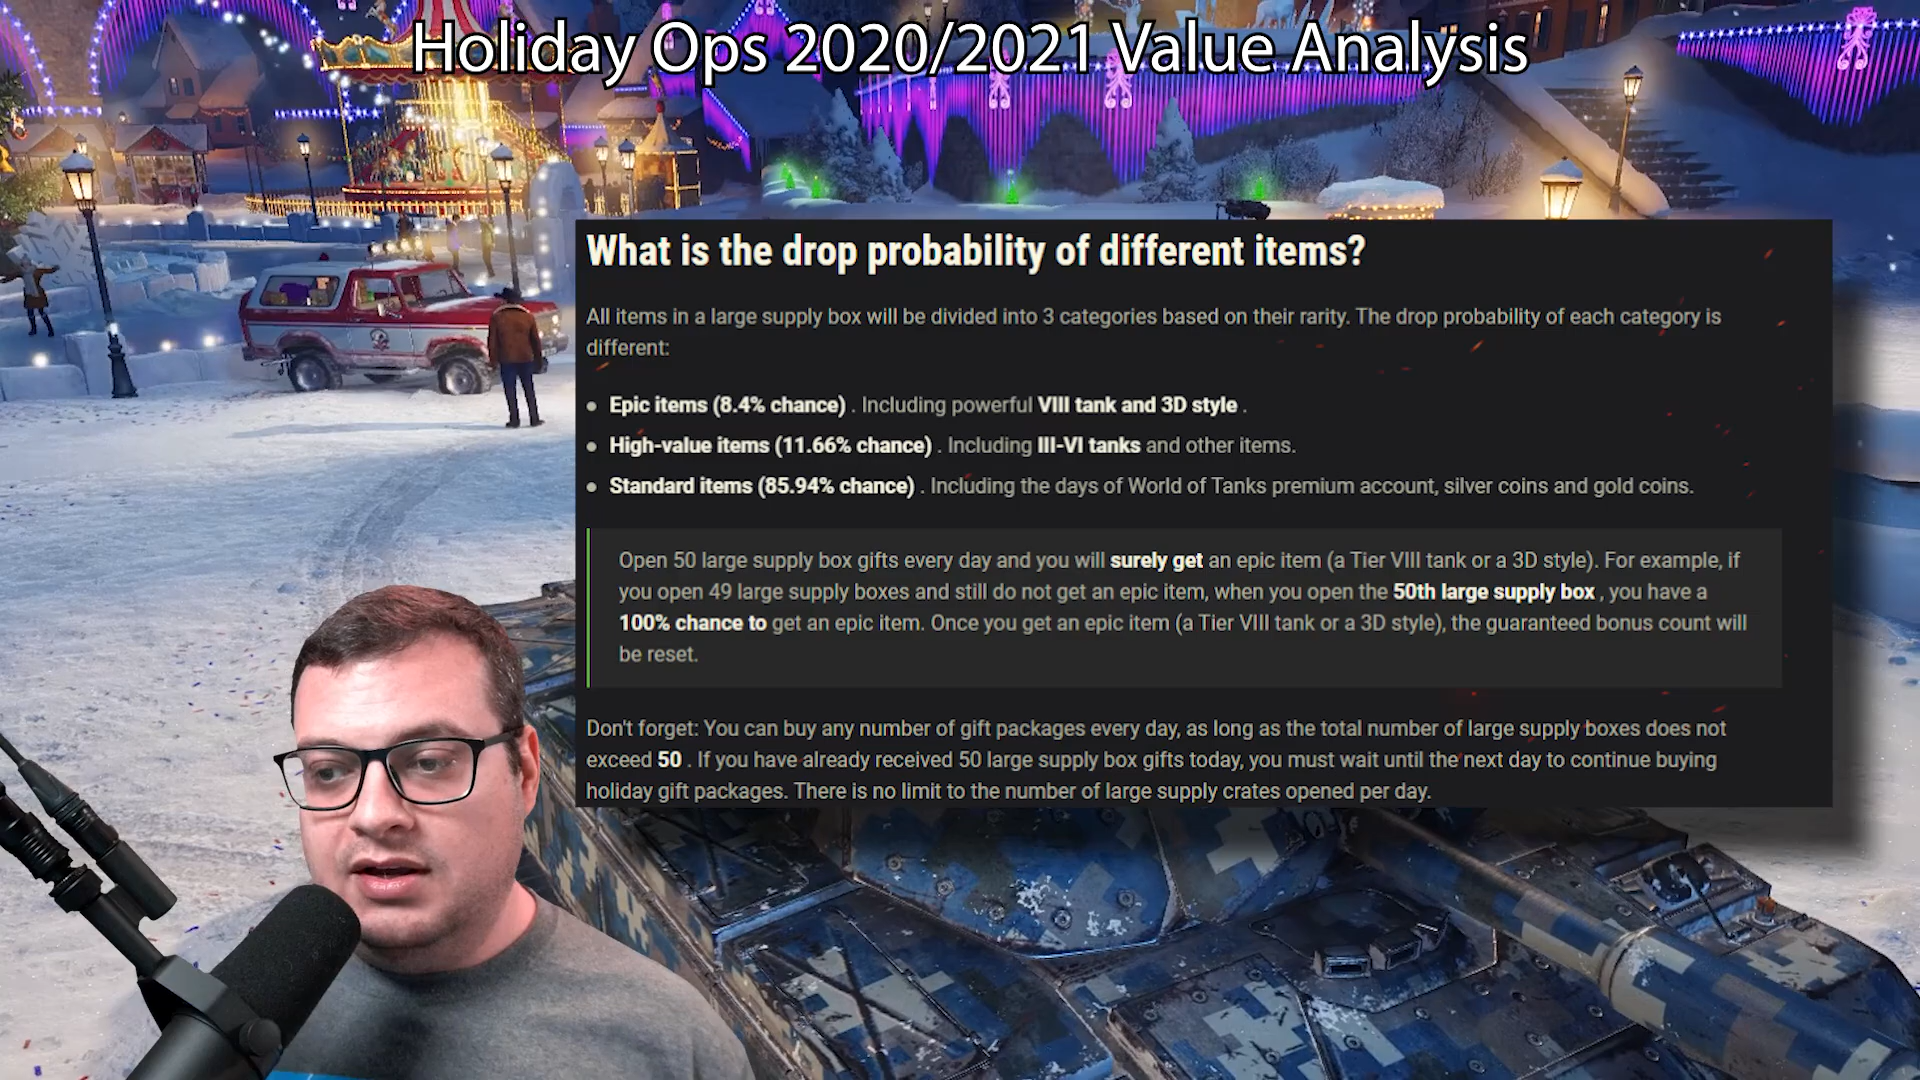 Holiday Ops 2020/2021 Value Analysis
What is the drop probability of different items?
All items in a large supply box will be divided into 3 categories based on their rarity. The drop probability of each category is
different:
• Epic items (8.4% chance) . Including powerful VIII tank and 3D style .
• High-value items (11.66% chance) . Including III-VI tanks and other items.
• Standard items (85.94% chance) . Including the days of World of Tanks premium account, silver coins and gold coins.
Open 50 large supply box gifts every day and you will surely get an epic item (a Tier VIII tank or a 3D style). For example, if
you open 49 large supply boxes and still do not get an epic item, when you open the 50th large supply box , you have a
100% chance to get an epic item. Once you get an epic item (a Tier VIII tank or a 3D style), the guaranteed bonus count will
be reset.
Don't forget: You can buy any number of gift packages every day, as long as the total number of large supply boxes does not
exceed 50 . If you have already received 50 large supply box gifts today, you must wait until the next day to continue buying
holiday gift packages. There is no limit to the number of large supply crates opened per day.